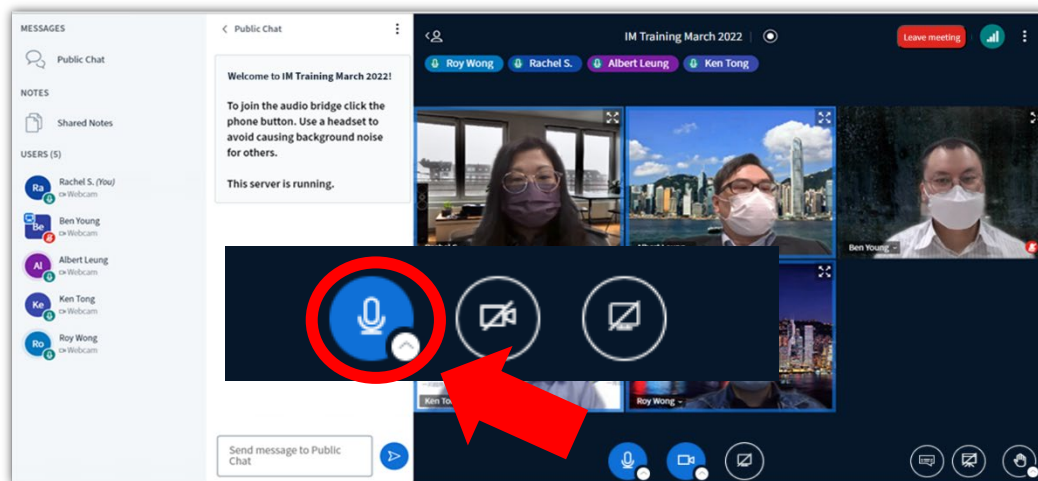 MESSAGES
Public Chat
NOTES
Shared Notes
USERS (5)
Ra
Rachel S. (You)
Webcam
Be
Ben Young
Webcam
Al
Albert Leung
Webcam
Ke
Ken Tong
Webcam
Ro
Roy Wong
Webcam
Public Chat
Welcome to IM Training March 2022!
To join the audio bridge click the
phone button. Use a headset to
avoid causing background noise
for others.
This server is running.
Send message to Public
Chat
IM Training March 2022
Leave meeting
Roy Wong
Rachel S.
Albert Leung
Ken Tong
Ben Young
Ken To
Roy Wong